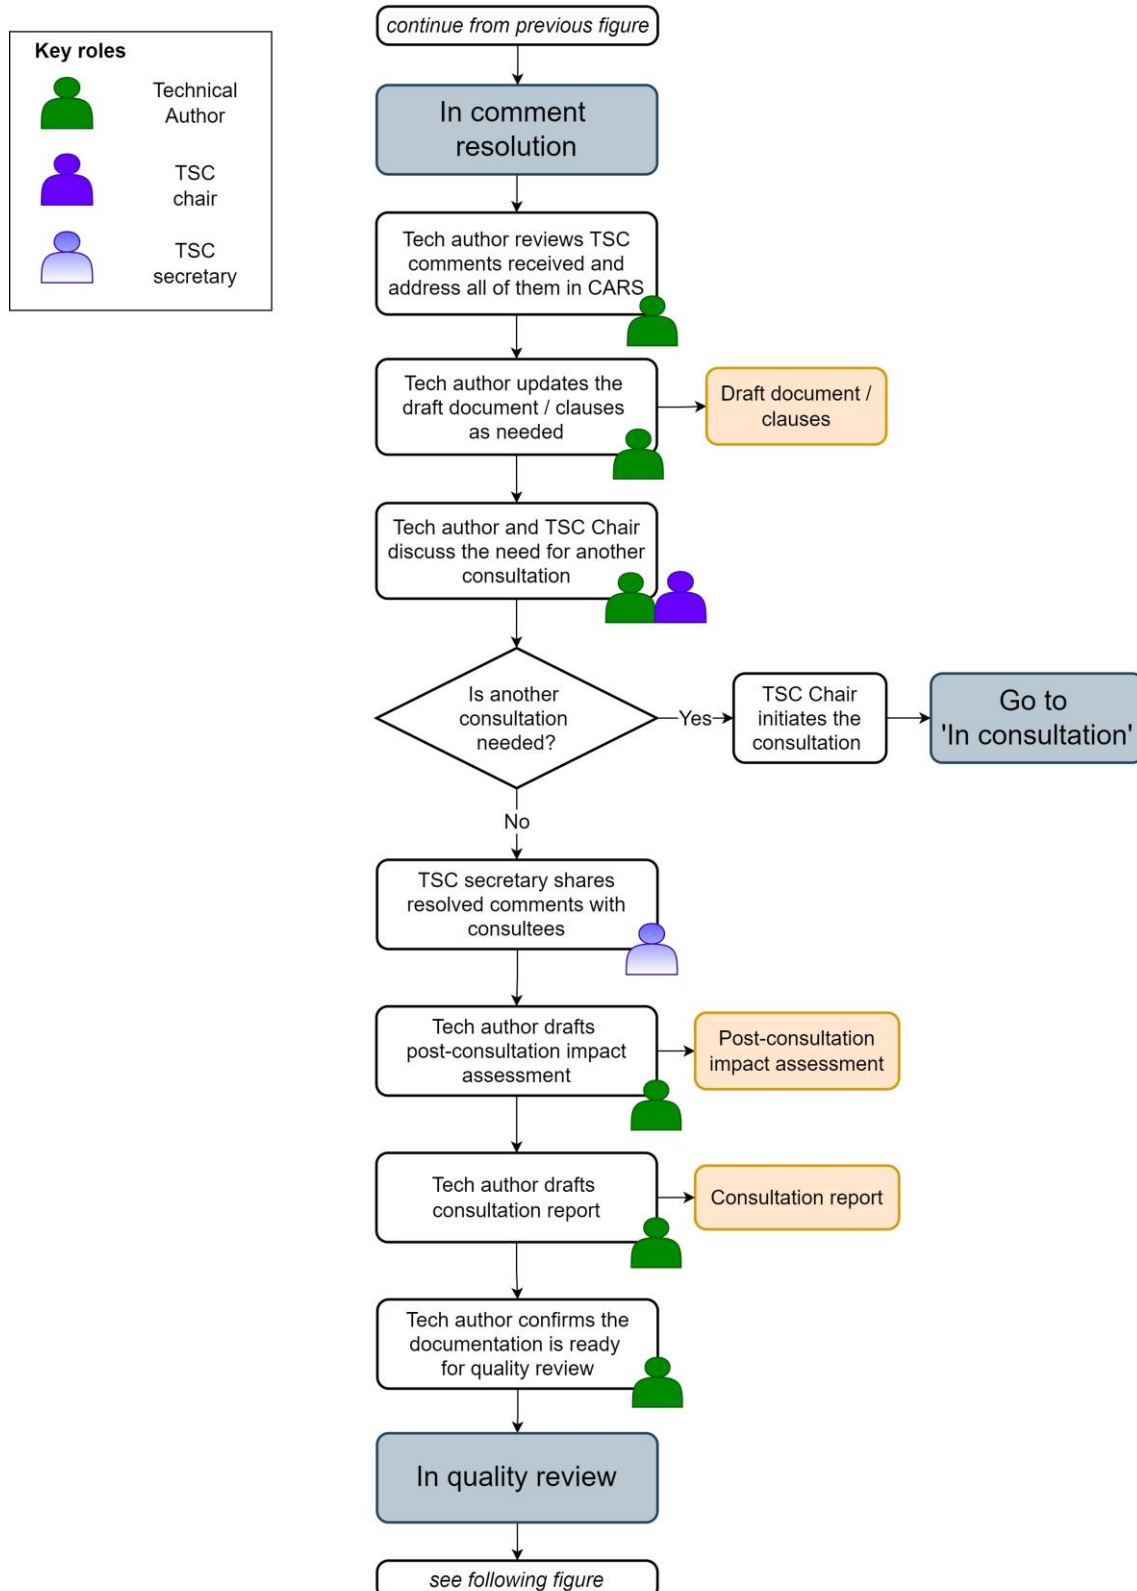 continue from previous figure
Key roles
Technical
Author
TSC
chair
TSC
secretary
In comment
resolution
Tech author reviews TSC
comments received and
address all of them in CARS
Tech author updates the
draft document / clauses
as needed
Draft document /
clauses
Tech author and TSC Chair
discuss the need for another
consultation
Is another
consultation
needed?
Yes
TSC Chair
initiates the
consultation
Go to
'In consultation'
No
TSC secretary shares
resolved comments with
consultees
Tech author drafts
post-consultation impact
assessment
Post-consultation
impact assessment
Tech author drafts
consultation report
Consultation report
Tech author confirms the
documentation is ready
for quality review
In quality review
see following figure